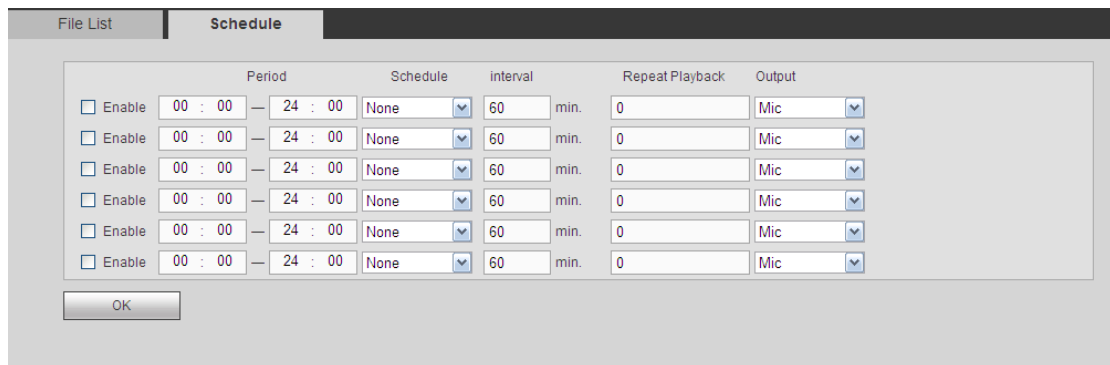 File List Schedule
Period Schedule interval Repeat Playback Output
Enable 00 : 00 — 24 : 00 None 60 min. 0 Mic
Enable 00 : 00 — 24 : 00 None 60 min. 0 Mic
Enable 00 : 00 — 24 : 00 None 60 min. 0 Mic
Enable 00 : 00 — 24 : 00 None 60 min. 0 Mic
Enable 00 : 00 — 24 : 00 None 60 min. 0 Mic
Enable 00 : 00 — 24 : 00 None 60 min. 0 Mic
OK